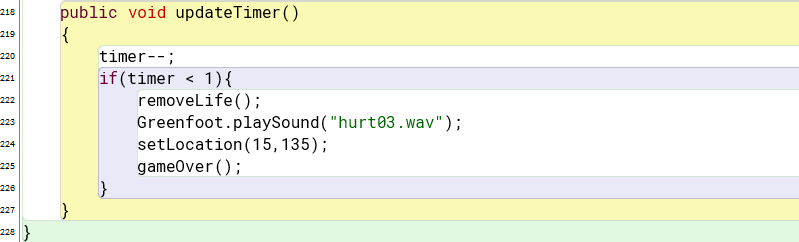 218 public void updateTimer()
219 {
220 timer--;
221 if(timer < 1){
222 removeLife();
223 Greenfoot.playSound("hurt03.wav");
224 setLocation(15,135);
225 gameOver();
226 }
227 }
228 }